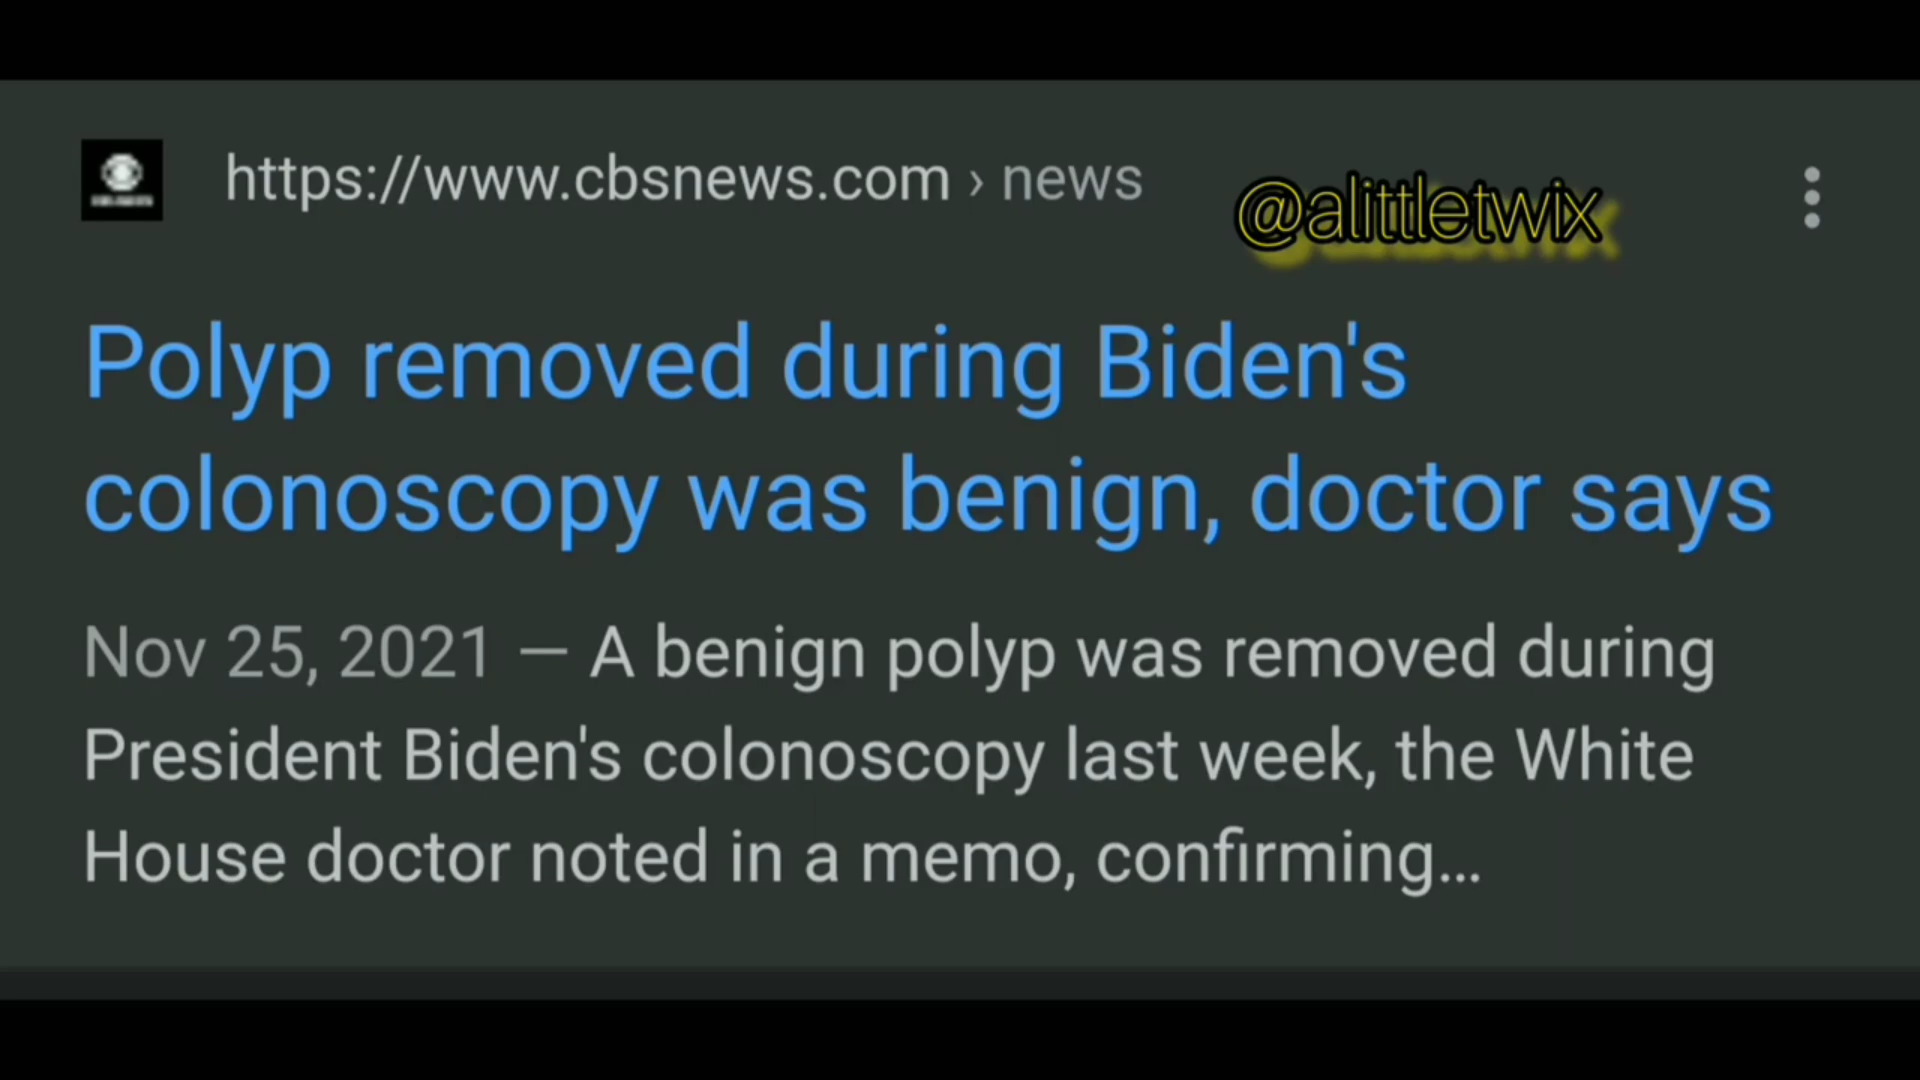 https://www.cbsnews.com › news
@alittletwix
Polyp removed during Biden's
colonoscopy was benign, doctor says
Nov 25, 2021 — A benign polyp was removed during
President Biden's colonoscopy last week, the White
House doctor noted in a memo, confirming...